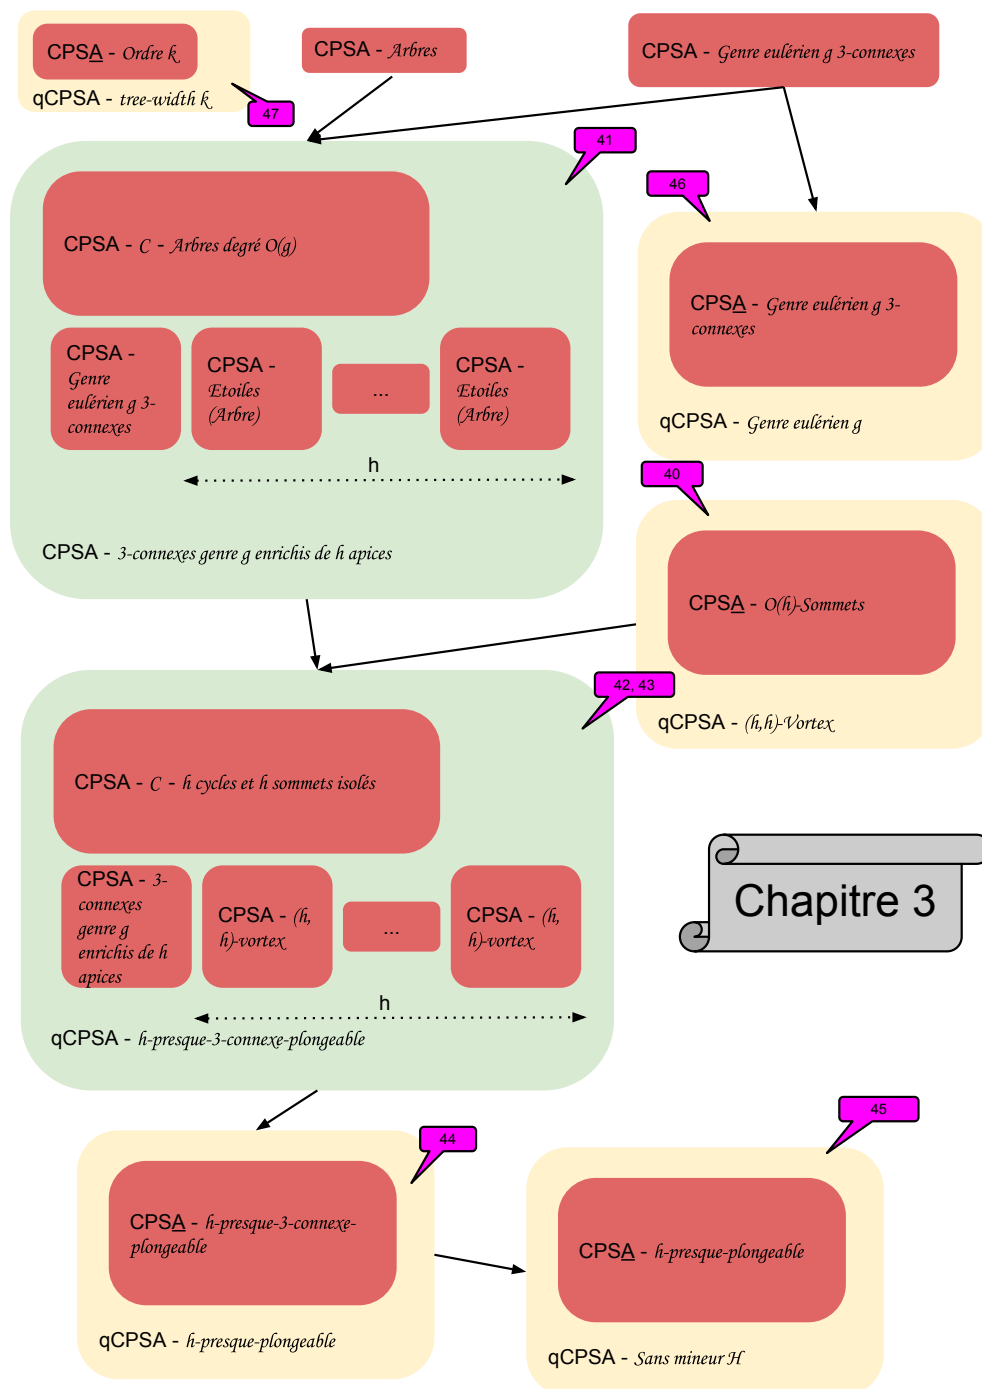 CPSA - Ordre k
qCPSA - tree-width k
47
CPSA - Arbres
CPSA - Genre eulérien g 3-connexes
41
CPSA - C - Arbres degré O(g)
CPSA -
Genre
eulérien g 3-
connexes
CPSA -
Etoiles
(Arbre)
...
CPSA -
Etoiles
(Arbre)
h
CPSA - 3-connexes genre g enrichis de h apices
46
CPSA - Genre eulérien g 3-
connexes
qCPSA - Genre eulérien g
40
CPSA - O(h)-Sommets
qCPSA - (h,h)-Vortex
42, 43
CPSA - C - h cycles et h sommets isolés
CPSA - 3-
connexes
genre g
enrichis de h
apices
CPSA - (h,
h)-vortex
...
CPSA - (h,
h)-vortex
h
qCPSA - h-presque-3-connexe-plongeable
Chapitre 3
44
CPSA - h-presque-3-connexe-
plongeable
qCPSA - h-presque-plongeable
45
CPSA - h-presque-plongeable
qCPSA - Sans mineur H